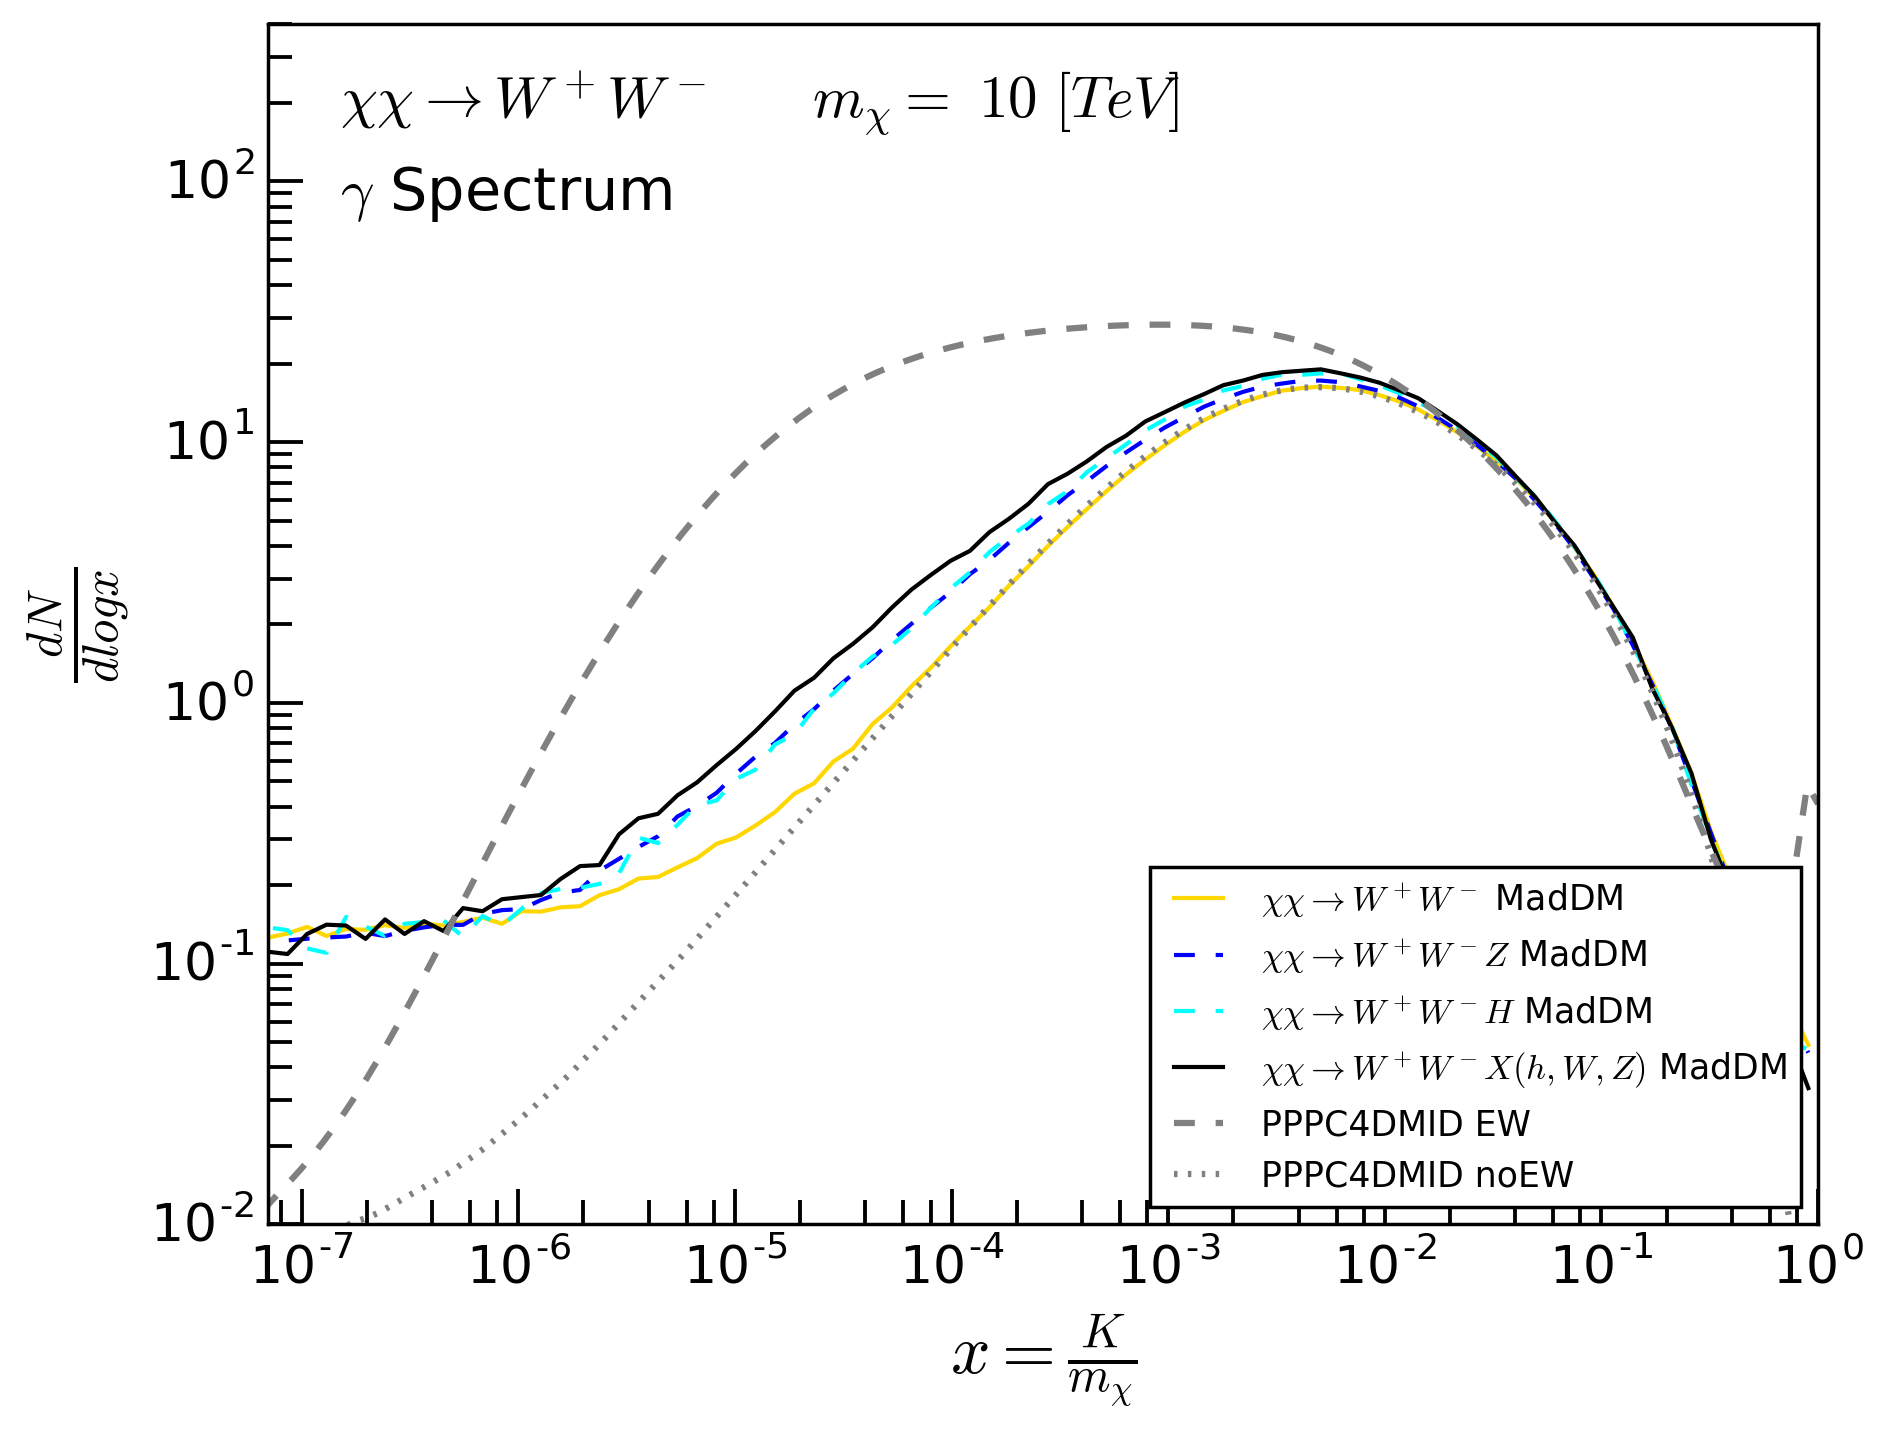 χχ → W⁺W⁻ m_χ = 10 [TeV]
γ Spectrum
dN/dlogx
10²
10¹
10⁰
10⁻¹
10⁻²
10⁻⁷ 10⁻⁶ 10⁻⁵ 10⁻⁴ 10⁻³ 10⁻² 10⁻¹ 10⁰
x = K/m_χ
χχ → W⁺W⁻ MadDM
χχ → W⁺W⁻Z MadDM
χχ → W⁺W⁻H MadDM
χχ → W⁺W⁻X(h, W, Z) MadDM
PPPC4DMID EW
PPPC4DMID noEW